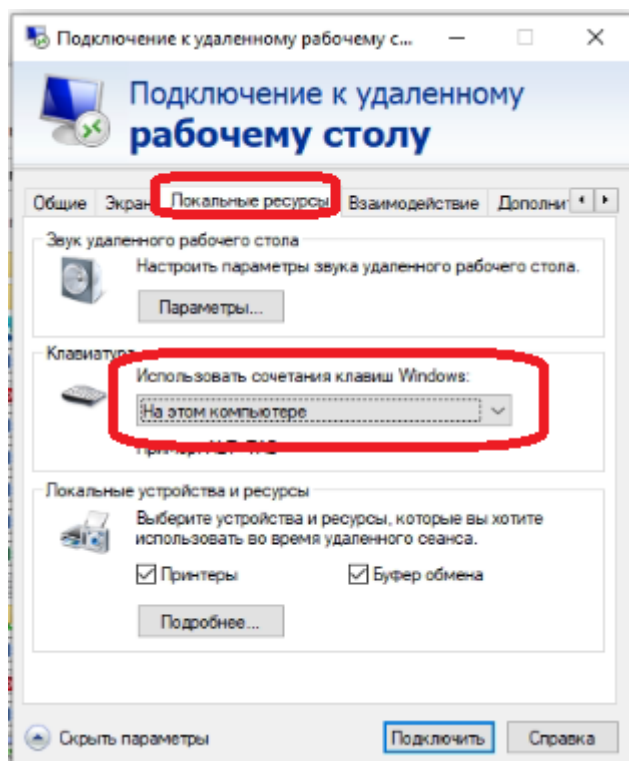 Подключение к удаленному рабочему с...
Подключение к удаленному
рабочему столу
Общие Экран Локальные ресурсы Взаимодействие Дополни
Звук удаленного рабочего стола
Настроить параметры звука удаленного рабочего стола.
Параметры...
Клавиатура
Использовать сочетания клавиш Windows:
На этом компьютере
Локальные устройства и ресурсы
Выберите устройства и ресурсы, которые вы хотите
использовать во время удаленного сеанса.
Принтеры Буфер обмена
Подробнее...
Скрыть параметры Подключить Справка